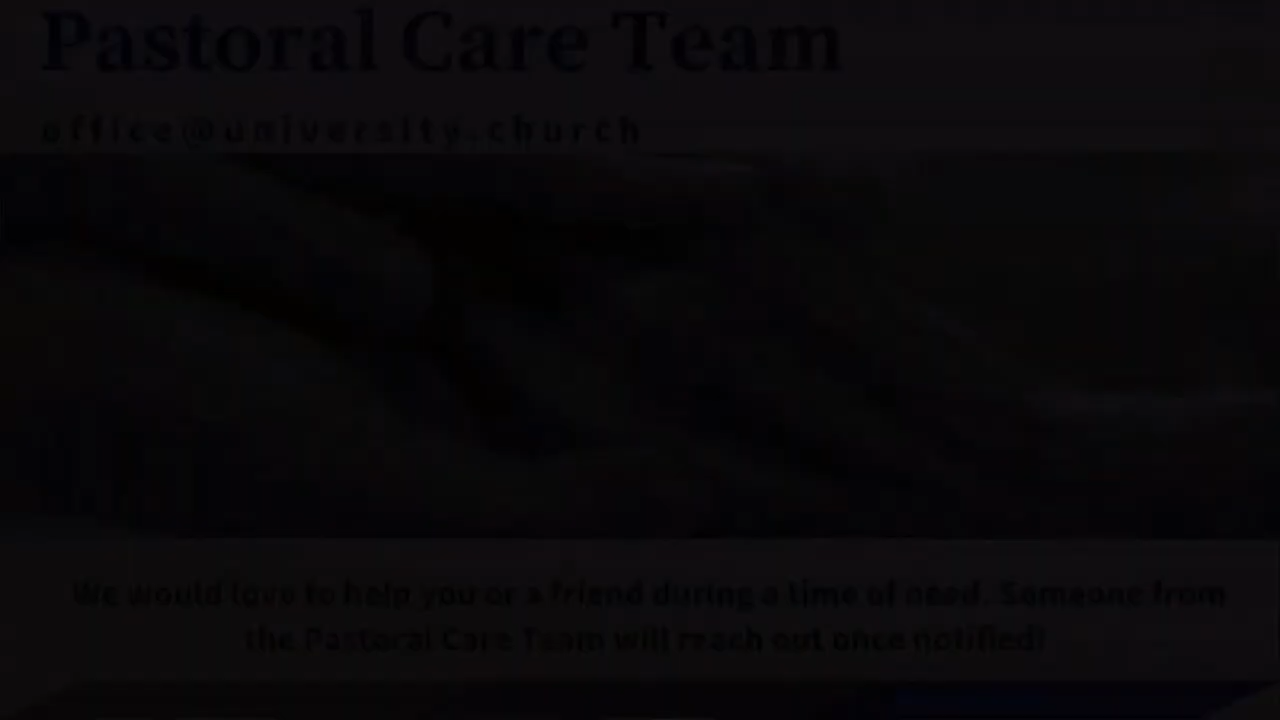 Pastoral Care Team
office@university.church
We would love to help you or a friend during a time of need. Someone from
the Pastoral Care Team will reach out once notified!